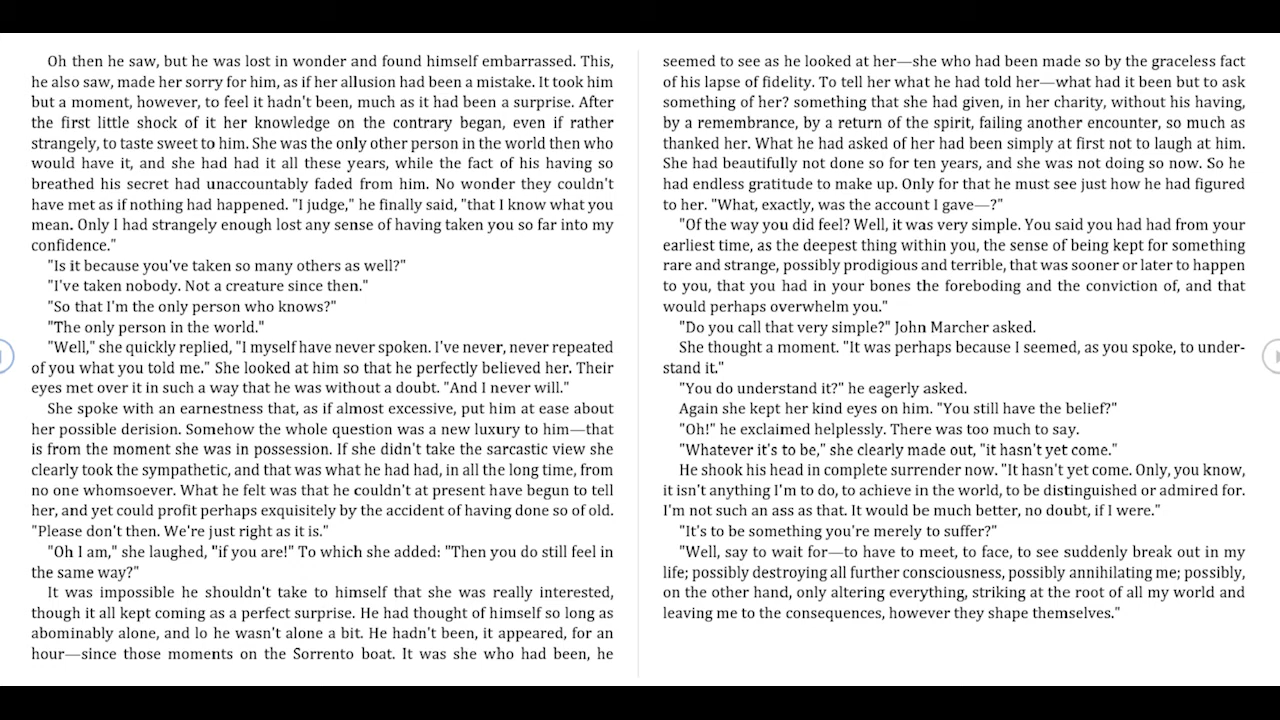 Oh then he saw, but he was lost in wonder and found himself embarrassed. This,
he also saw, made her sorry for him, as if her allusion had been a mistake. It took him
but a moment, however, to feel it hadn't been, much as it had been a surprise. After
the first little shock of it her knowledge on the contrary began, even if rather
strangely, to taste sweet to him. She was the only other person in the world then who
would have it, and she had had it all these years, while the fact of his having so
breathed his secret had unaccountably faded from him. No wonder they couldn't
have met as if nothing had happened. "I judge," he finally said, "that I know what you
mean. Only I had strangely enough lost any sense of having taken you so far into my
confidence."
"Is it because you've taken so many others as well?"
"I've taken nobody. Not a creature since then."
"So that I'm the only person who knows?"
"The only person in the world."
"Well," she quickly replied, "I myself have never spoken. I've never, never repeated
of you what you told me." She looked at him so that he perfectly believed her. Their
eyes met over it in such a way that he was without a doubt. "And I never will."
She spoke with an earnestness that, as if almost excessive, put him at ease about
her possible derision. Somehow the whole question was a new luxury to him—that
is from the moment she was in possession. If she didn't take the sarcastic view she
clearly took the sympathetic, and that was what he had had, in all the long time, from
no one whomsoever. What he felt was that he couldn't at present have begun to tell
her, and yet could profit perhaps exquisitely by the accident of having done so of old.
"Please don't then. We're just right as it is."
"Oh I am," she laughed, "if you are!" To which she added: "Then you do still feel in
the same way?"
It was impossible he shouldn't take to himself that she was really interested,
though it all kept coming as a perfect surprise. He had thought of himself so long as
abominably alone, and lo he wasn't alone a bit. He hadn't been, it appeared, for an
hour—since those moments on the Sorrento boat. It was she who had been, he
seemed to see as he looked at her—she who had been made so by the graceless fact
of his lapse of fidelity. To tell her what he had told her—what had it been but to ask
something of her? something that she had given, in her charity, without his having,
by a remembrance, by a return of the spirit, failing another encounter, so much as
thanked her. What he had asked of her had been simply at first not to laugh at him.
She had beautifully not done so for ten years, and she was not doing so now. So he
had endless gratitude to make up. Only for that he must see just how he had figured
to her. "What, exactly, was the account I gave—?"
"Of the way you did feel? Well, it was very simple. You said you had had from your
earliest time, as the deepest thing within you, the sense of being kept for something
rare and strange, possibly prodigious and terrible, that was sooner or later to happen
to you, that you had in your bones the foreboding and the conviction of, and that
would perhaps overwhelm you."
"Do you call that very simple?" John Marcher asked.
She thought a moment. "It was perhaps because I seemed, as you spoke, to under-
stand it."
"You do understand it?" he eagerly asked.
Again she kept her kind eyes on him. "You still have the belief?"
"Oh!" he exclaimed helplessly. There was too much to say.
"Whatever it's to be," she clearly made out, "it hasn't yet come."
He shook his head in complete surrender now. "It hasn't yet come. Only, you know,
it isn't anything I'm to do, to achieve in the world, to be distinguished or admired for.
I'm not such an ass as that. It would be much better, no doubt, if I were."
"It's to be something you're merely to suffer?"
"Well, say to wait for—to have to meet, to face, to see suddenly break out in my
life; possibly destroying all further consciousness, possibly annihilating me; possibly,
on the other hand, only altering everything, striking at the root of all my world and
leaving me to the consequences, however they shape themselves."